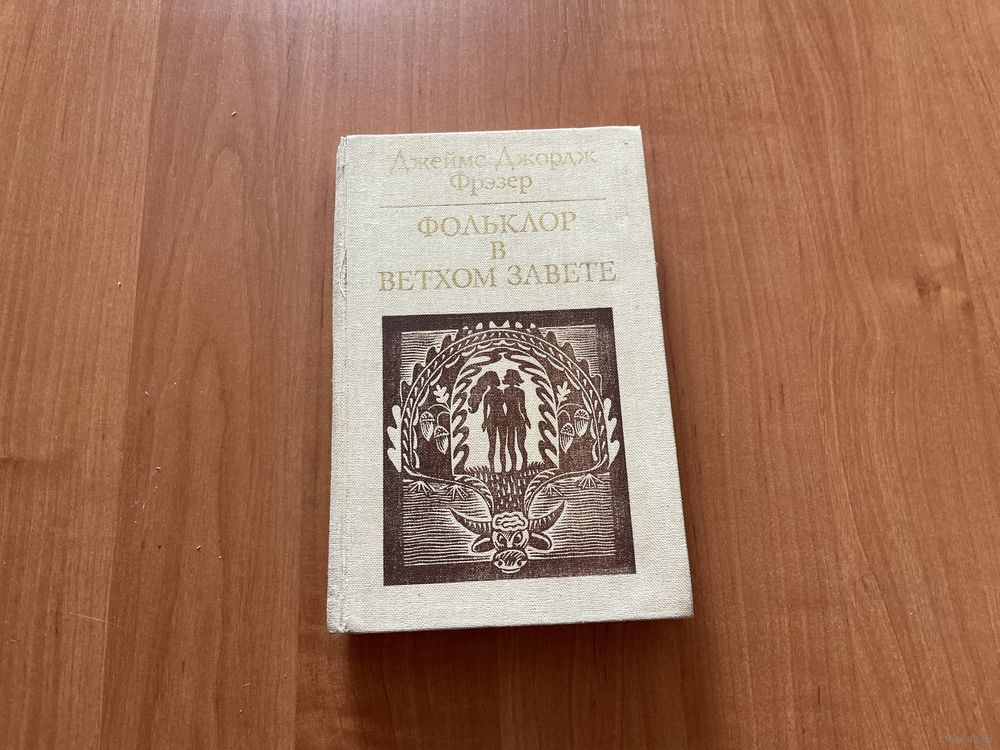 Джеймс Джордж
Фрэзер
ФОЛЬКЛОР
В
ВЕТХОМ ЗАВЕТЕ